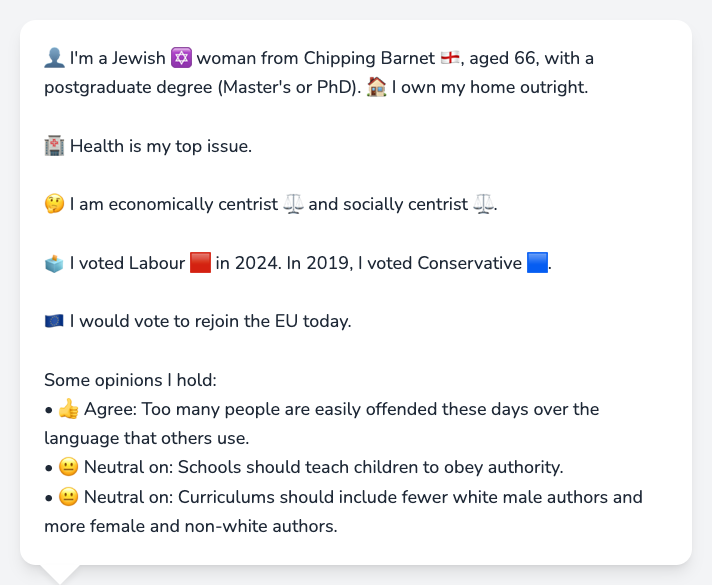 👤 I'm a Jewish ✡️ woman from Chipping Barnet 🏴󠁧󠁢󠁥󠁮󠁧󠁿, aged 66, with a
postgraduate degree (Master's or PhD). 🏠 I own my home outright.
🏥 Health is my top issue.
🤔 I am economically centrist ⚖️ and socially centrist ⚖️.
🗳️ I voted Labour 🟥 in 2024. In 2019, I voted Conservative 🟦.
🇪🇺 I would vote to rejoin the EU today.
Some opinions I hold:
• 👍 Agree: Too many people are easily offended these days over the
language that others use.
• 😐 Neutral on: Schools should teach children to obey authority.
• 😐 Neutral on: Curriculums should include fewer white male authors and
more female and non-white authors.